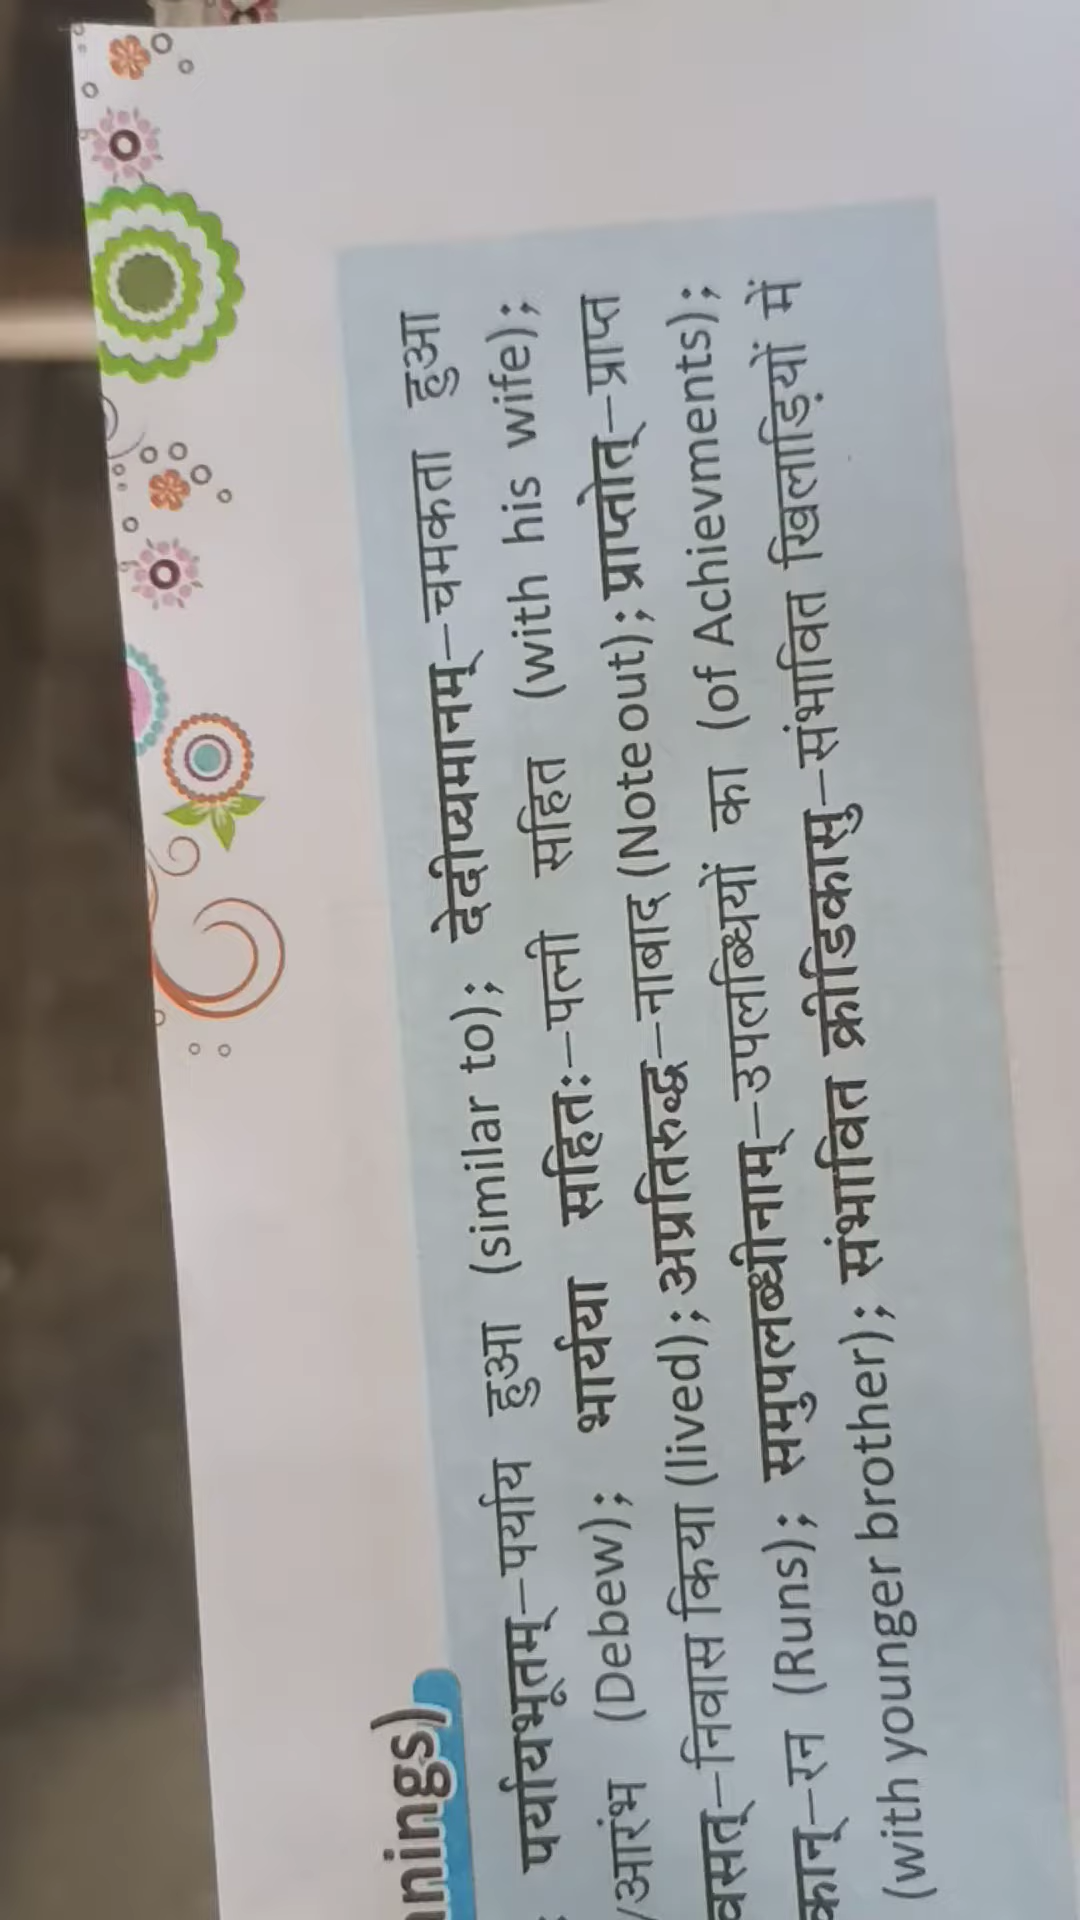 nings)
पर्यायभूतम्–पर्याय हुआ (similar to); देदीप्यमानम्–चमकता हुआ
/आरंभ (Debew); भार्यया सहितः–पत्नी सहित (with his wife);
वसत्–निवास किया (lived); अप्रतिरुद्ध–नाबाद (Note out); प्राप्तोत्–प्राप्त
कान्–रन (Runs); समुपलब्धीनाम्–उपलब्धियों का (of Achievments);
(with younger brother); संभावित क्रीडिकासु–संभावित खिलाड़ियों में